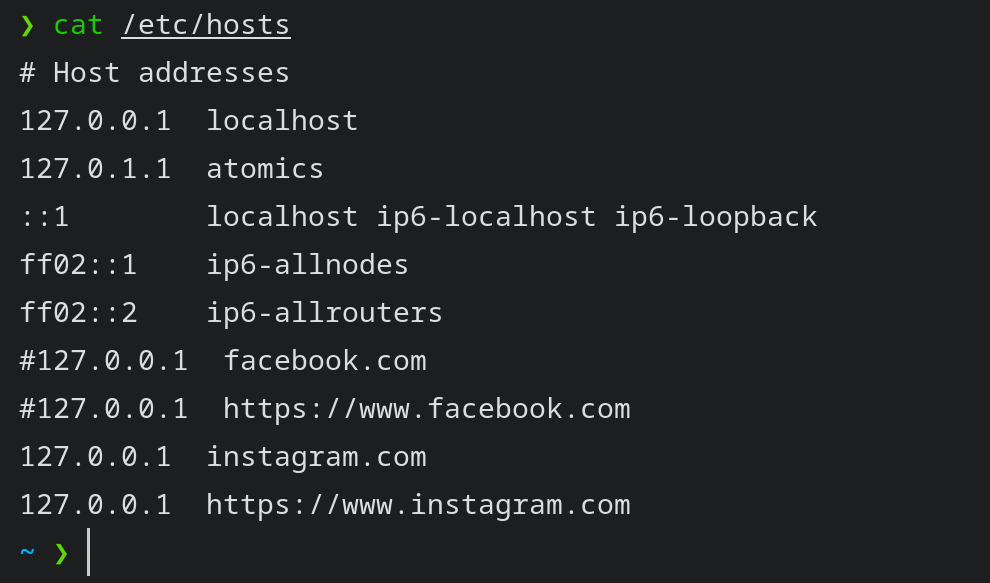 ❯ cat /etc/hosts
# Host addresses
127.0.0.1  localhost
127.0.1.1  atomics
::1        localhost ip6-localhost ip6-loopback
ff02::1    ip6-allnodes
ff02::2    ip6-allrouters
#127.0.0.1  facebook.com
#127.0.0.1  https://www.facebook.com
127.0.0.1  instagram.com
127.0.0.1  https://www.instagram.com
~ ❯